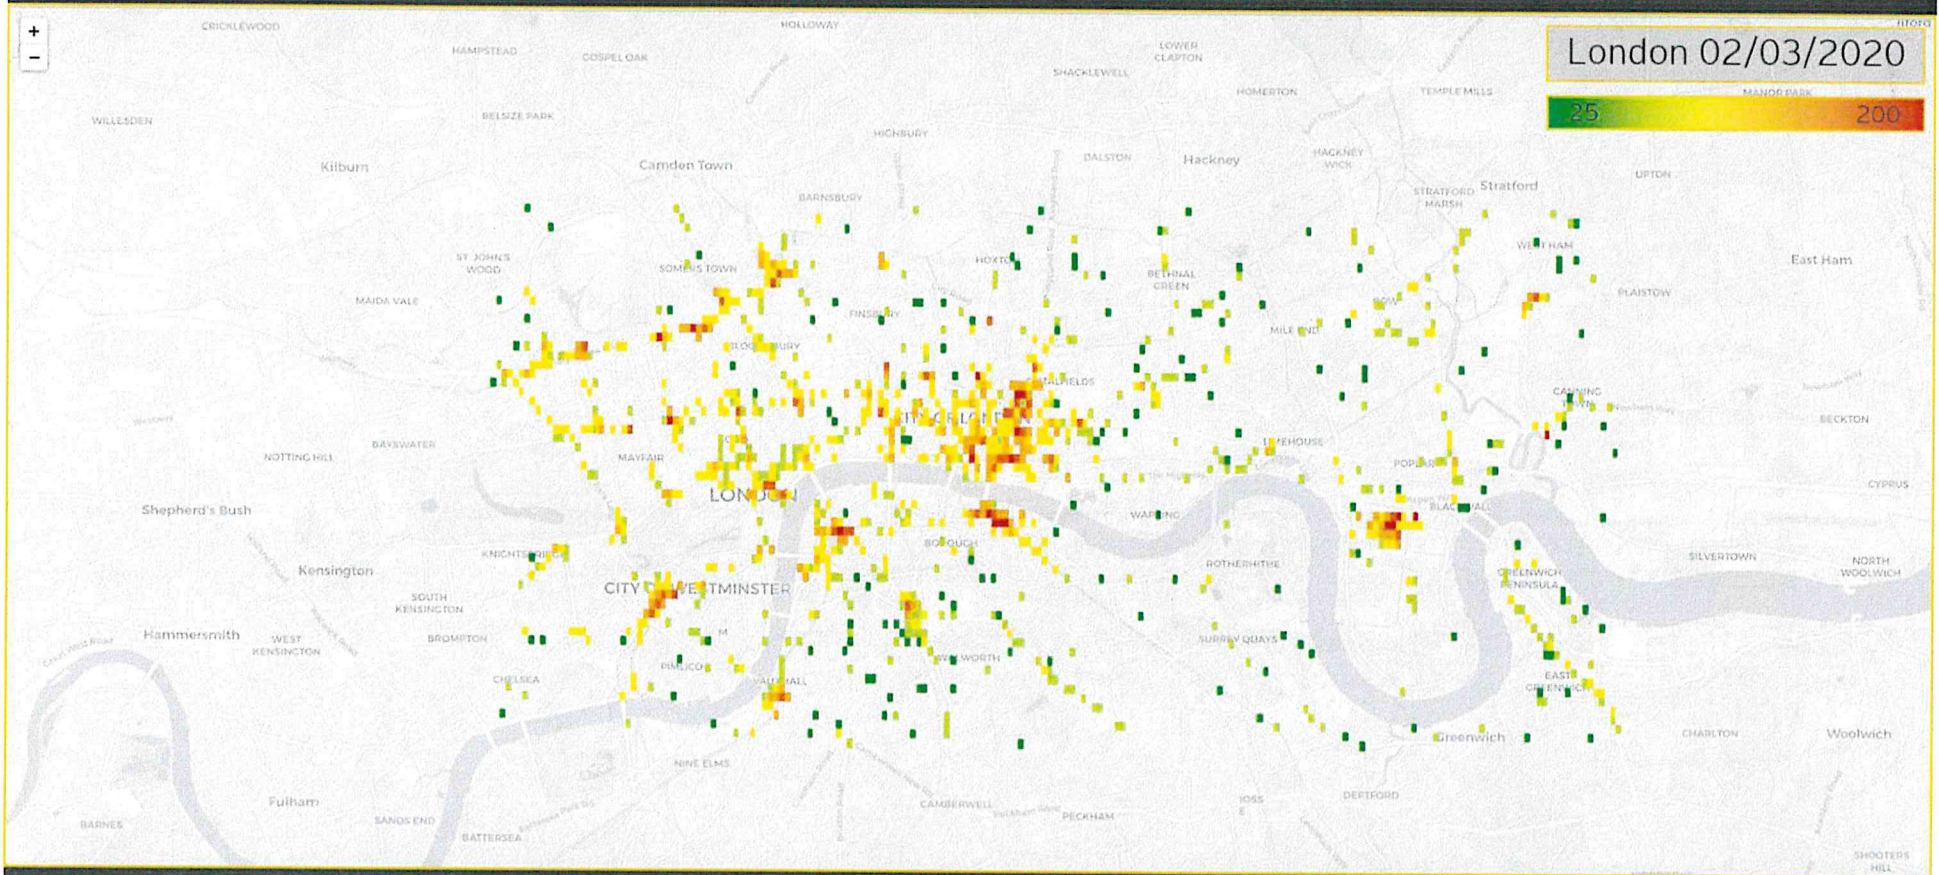 +
−
London 02/03/2020
25
200
CRICKLEWOOD
HOLLOWAY
HAMPSTEAD
GOSPEL OAK
LOWER
CLAPTON
SHACKLEWELL
HOMERTON
TEMPLE MILLS
MANOR PARK
WILLESDEN
BELSIZE PARK
HIGHBURY
Kilburn
Camden Town
DALSTON
Hackney
HACKNEY
WICK
UPTON
STRATFORD
MARSH
Stratford
BARNSBURY
WEST HAM
ST JOHN'S
WOOD
SOMERS TOWN
HOXTON
BETHNAL
GREEN
East Ham
MAIDA VALE
PLAISTOW
FINSBURY
BOW
MILE END
CANNING
TOWN
BECKTON
BAYSWATER
NOTTING HILL
MAYFAIR
LIMEHOUSE
POPLAR
CYPRUS
LONDON
Shepherd's Bush
WAPPING
BLACKWALL
KNIGHTSBRIDGE
BOROUGH
ROTHERHITHE
SILVERTOWN
NORTH
WOOLWICH
Kensington
CITY OF WESTMINSTER
GREENWICH
PENINSULA
SOUTH
KENSINGTON
Hammersmith
WEST
KENSINGTON
BROMPTON
SURREY QUAYS
PIMLICO
WALWORTH
CHELSEA
VAUXHALL
EAST
GREENWICH
Greenwich
CHARLTON
Woolwich
NINE ELMS
Fulham
CAMBERWELL
PECKHAM
DEPTFORD
BARNES
SANDS END
BATTERSEA
SHOOTERS
HILL